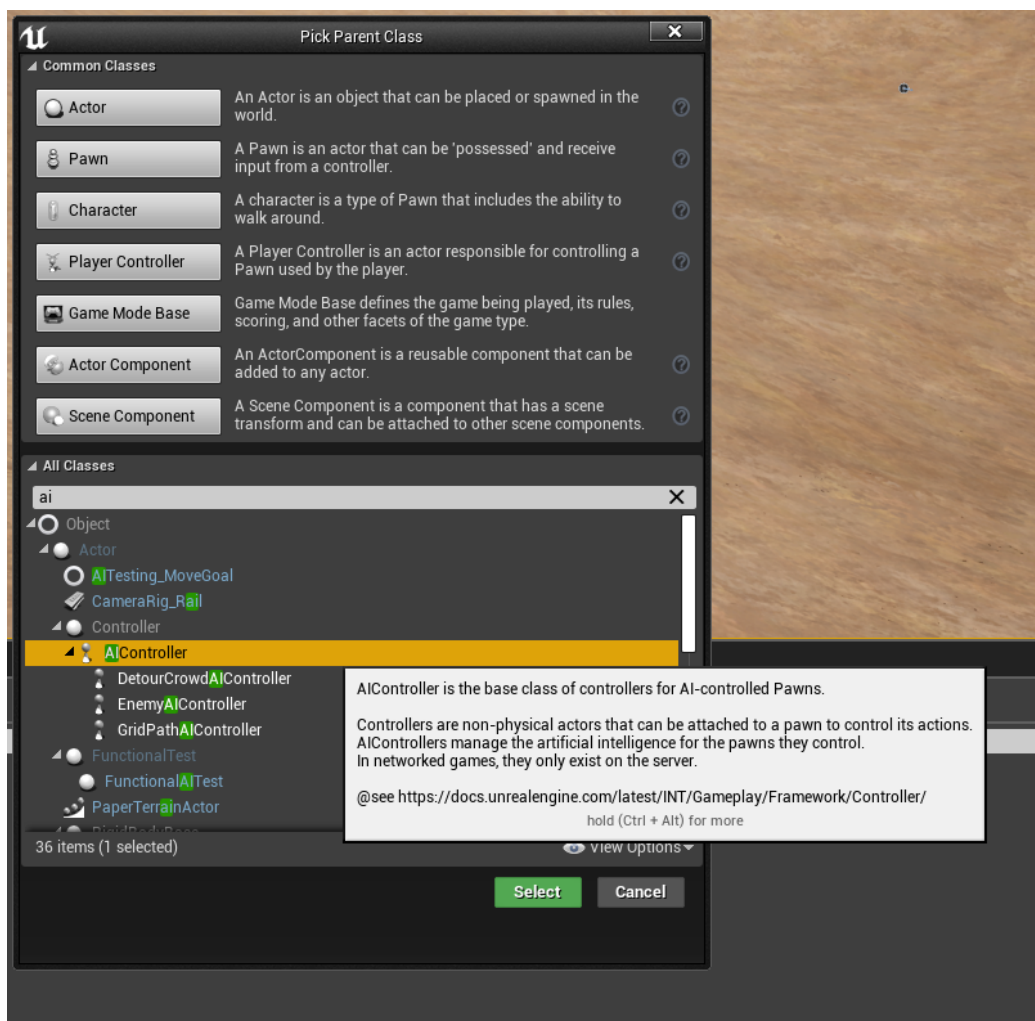 Pick Parent Class
Common Classes
Actor
An Actor is an object that can be placed or spawned in the
world.
Pawn
A Pawn is an actor that can be 'possessed' and receive
input from a controller.
Character
A character is a type of Pawn that includes the ability to
walk around.
Player Controller
A Player Controller is an actor responsible for controlling a
Pawn used by the player.
Game Mode Base
Game Mode Base defines the game being played, its rules,
scoring, and other facets of the game type.
Actor Component
An ActorComponent is a reusable component that can be
added to any actor.
Scene Component
A Scene Component is a component that has a scene
transform and can be attached to other scene components.
All Classes
ai
Object
Actor
AITesting_MoveGoal
CameraRig_Rail
Controller
AIController
DetourCrowdAIController
EnemyAIController
GridPathAIController
FunctionalTest
FunctionalAITest
PaperTerrainActor
AIController is the base class of controllers for AI-controlled Pawns.
Controllers are non-physical actors that can be attached to a pawn to control its actions.
AIControllers manage the artificial intelligence for the pawns they control.
In networked games, they only exist on the server.
@see https://docs.unrealengine.com/latest/INT/Gameplay/Framework/Controller/
hold (Ctrl + Alt) for more
36 items (1 selected)
View Options
Select
Cancel